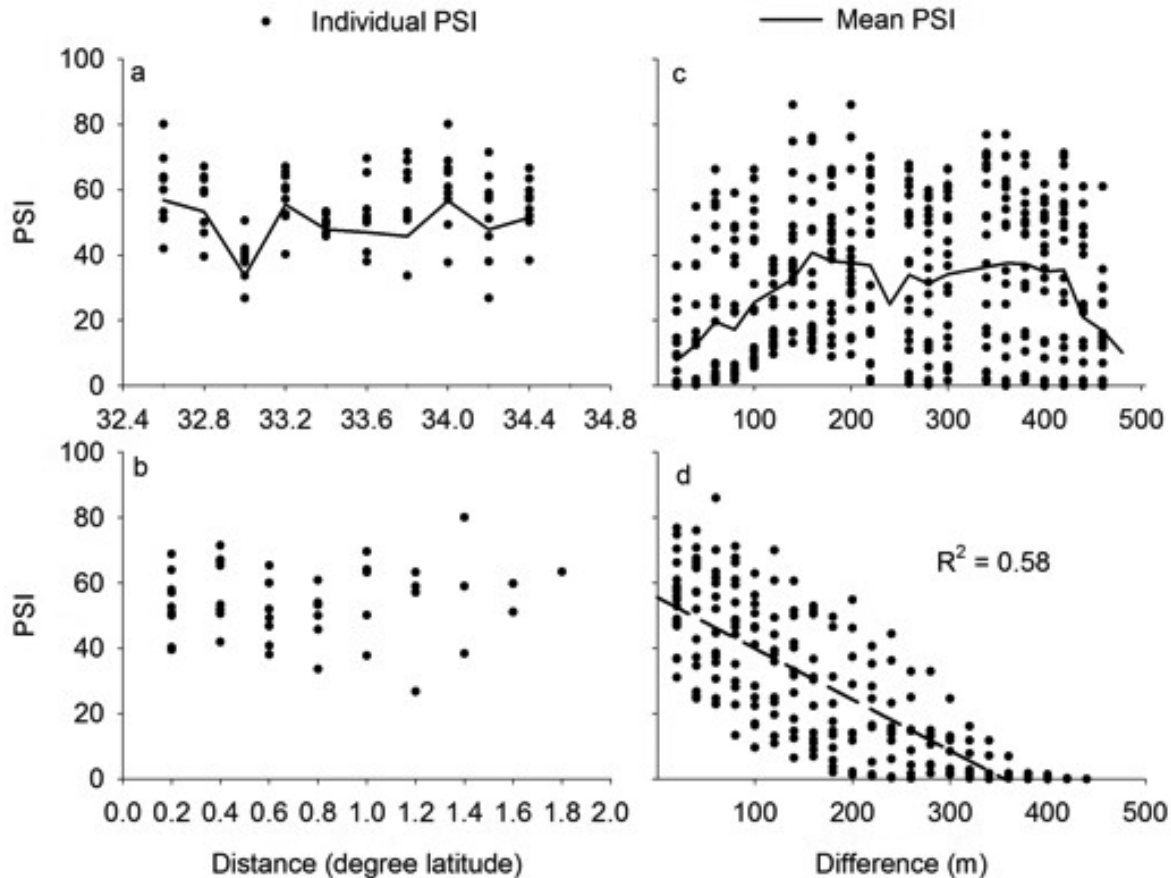 Individual PSI
Mean PSI
a
c
100
80
60
40
20
0
PSI
32.4 32.8 33.2 33.6 34.0 34.4 34.8
100 200 300 400 500
b
d
100
80
60
40
20
0
PSI
R² = 0.58
0.0 0.2 0.4 0.6 0.8 1.0 1.2 1.4 1.6 1.8 2.0
100 200 300 400 500
Distance (degree latitude)
Difference (m)